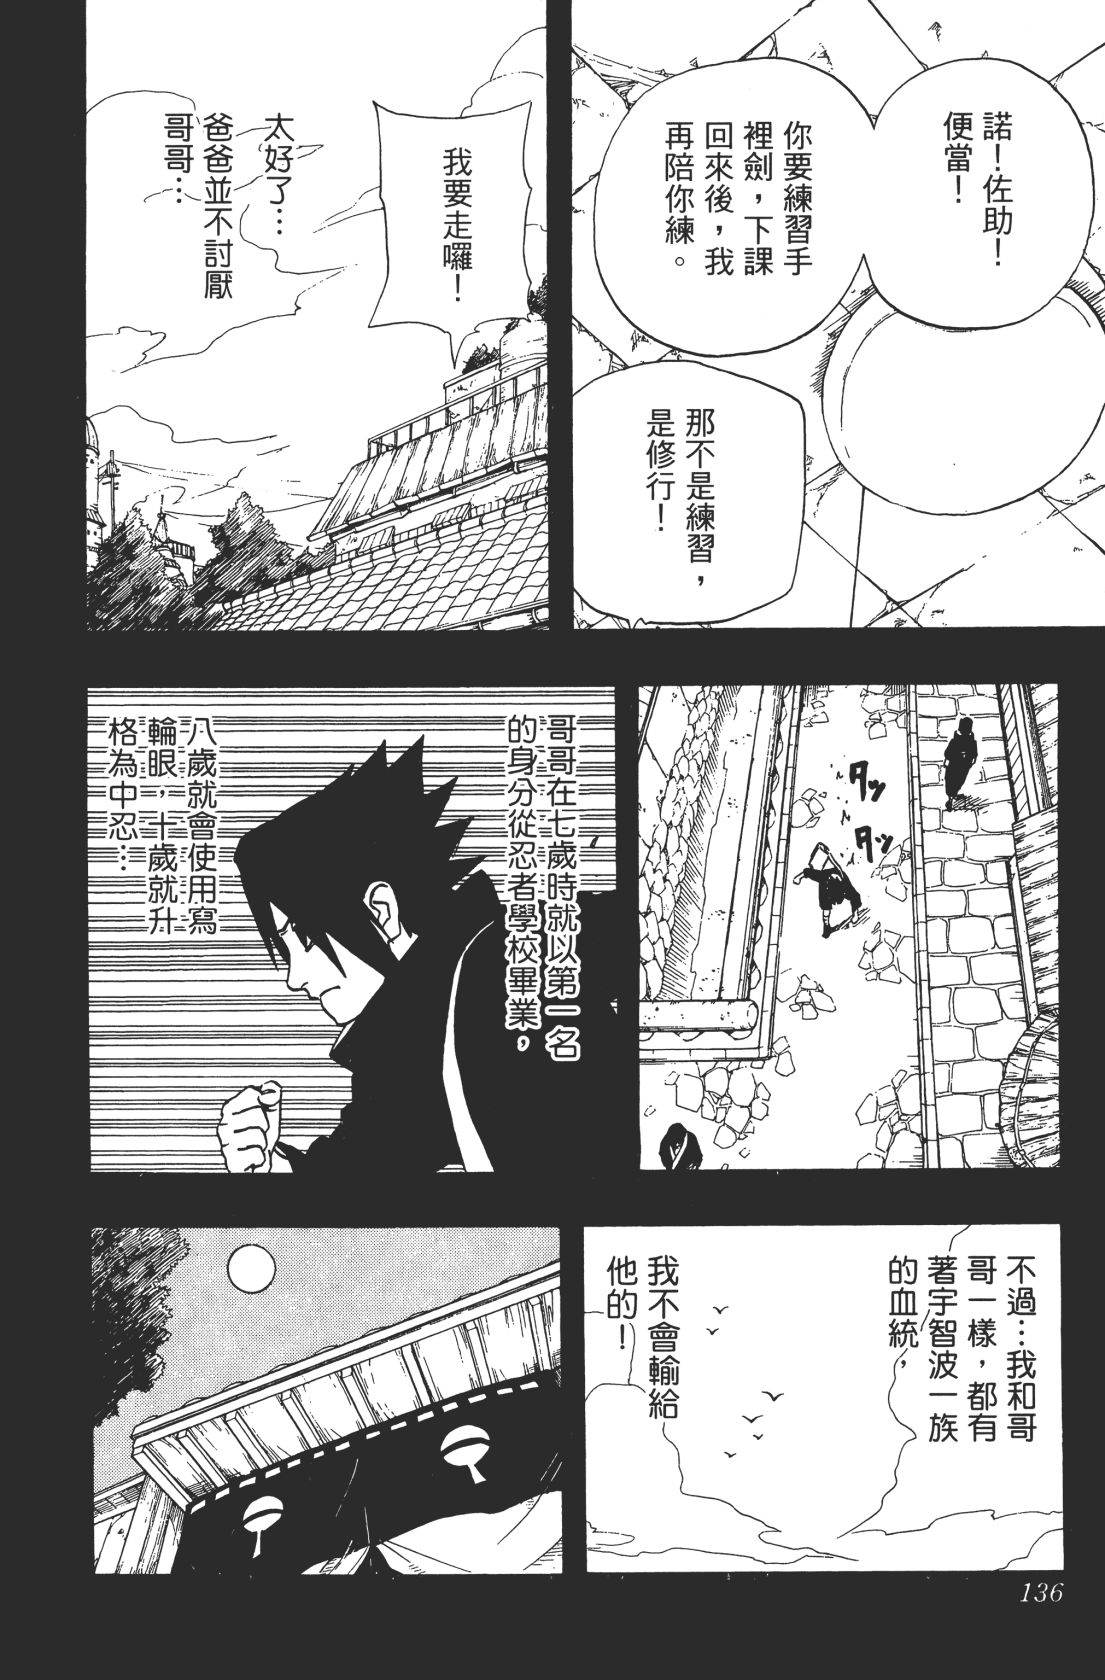 諾！佐助！
便當！
你要練習手
裡劍，下課
回來後，我
再陪你練。
那不是練習，
是修行！
我要走囉！
太好了…
爸爸並不討厭
哥哥…
タッ
タッ
哥哥在七歲時就以第一名
的身分從忍者學校畢業，
八歲就會使用寫
輪眼，十歲就升
格為中忍…
不過…我和哥
哥一樣，都有
著宇智波一族
的血統，
我不會輸給
他的！
136